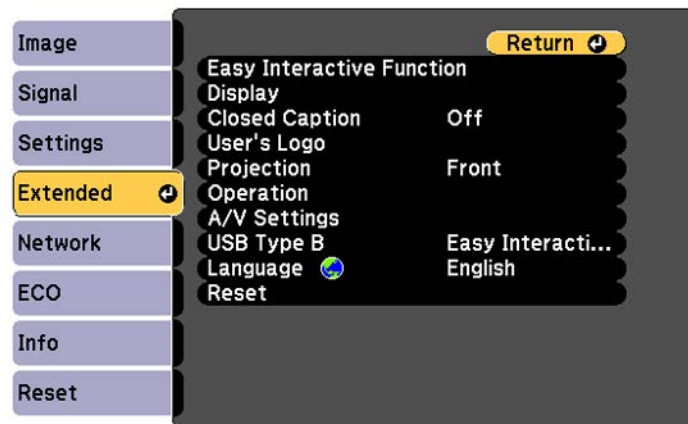 Image
Signal
Settings
Extended
Network
ECO
Info
Reset
Return
Easy Interactive Function
Display
Closed Caption Off
User's Logo
Projection Front
Operation
A/V Settings
USB Type B Easy Interacti...
Language English
Reset